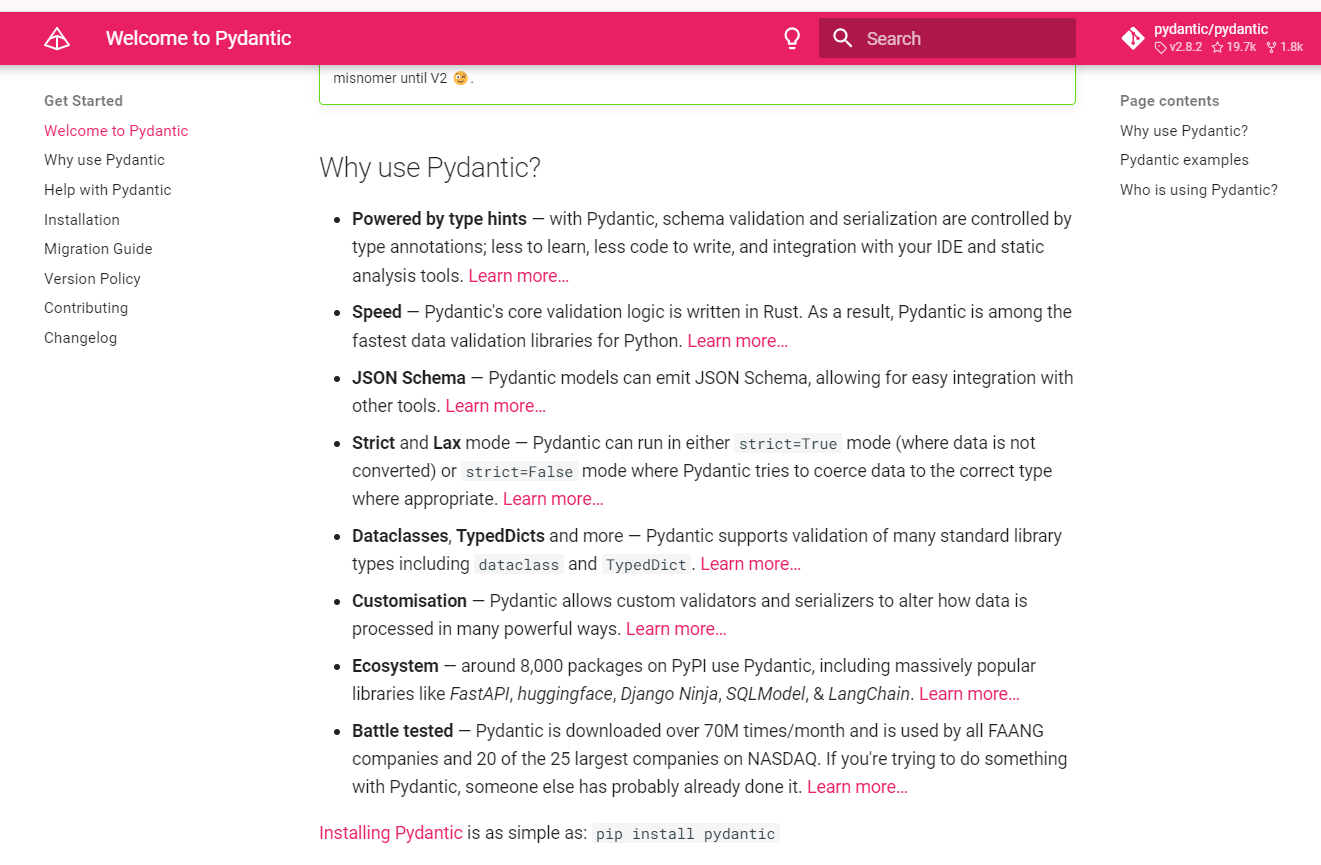 Welcome to Pydantic
Search
pydantic/pydantic
v2.8.2 19.7k 1.8k
Get Started
Welcome to Pydantic
Why use Pydantic
Help with Pydantic
Installation
Migration Guide
Version Policy
Contributing
Changelog
misnomer until V2 😉 .
Why use Pydantic?
Powered by type hints — with Pydantic, schema validation and serialization are controlled by
type annotations; less to learn, less code to write, and integration with your IDE and static
analysis tools. Learn more…
Speed — Pydantic's core validation logic is written in Rust. As a result, Pydantic is among the
fastest data validation libraries for Python. Learn more…
JSON Schema — Pydantic models can emit JSON Schema, allowing for easy integration with
other tools. Learn more…
Strict and Lax mode — Pydantic can run in either strict=True mode (where data is not
converted) or strict=False mode where Pydantic tries to coerce data to the correct type
where appropriate. Learn more…
Dataclasses, TypedDicts and more — Pydantic supports validation of many standard library
types including dataclass and TypedDict. Learn more…
Customisation — Pydantic allows custom validators and serializers to alter how data is
processed in many powerful ways. Learn more…
Ecosystem — around 8,000 packages on PyPI use Pydantic, including massively popular
libraries like FastAPI, huggingface, Django Ninja, SQLModel, & LangChain. Learn more…
Battle tested — Pydantic is downloaded over 70M times/month and is used by all FAANG
companies and 20 of the 25 largest companies on NASDAQ. If you're trying to do something
with Pydantic, someone else has probably already done it. Learn more…
Installing Pydantic is as simple as: pip install pydantic
Page contents
Why use Pydantic?
Pydantic examples
Who is using Pydantic?